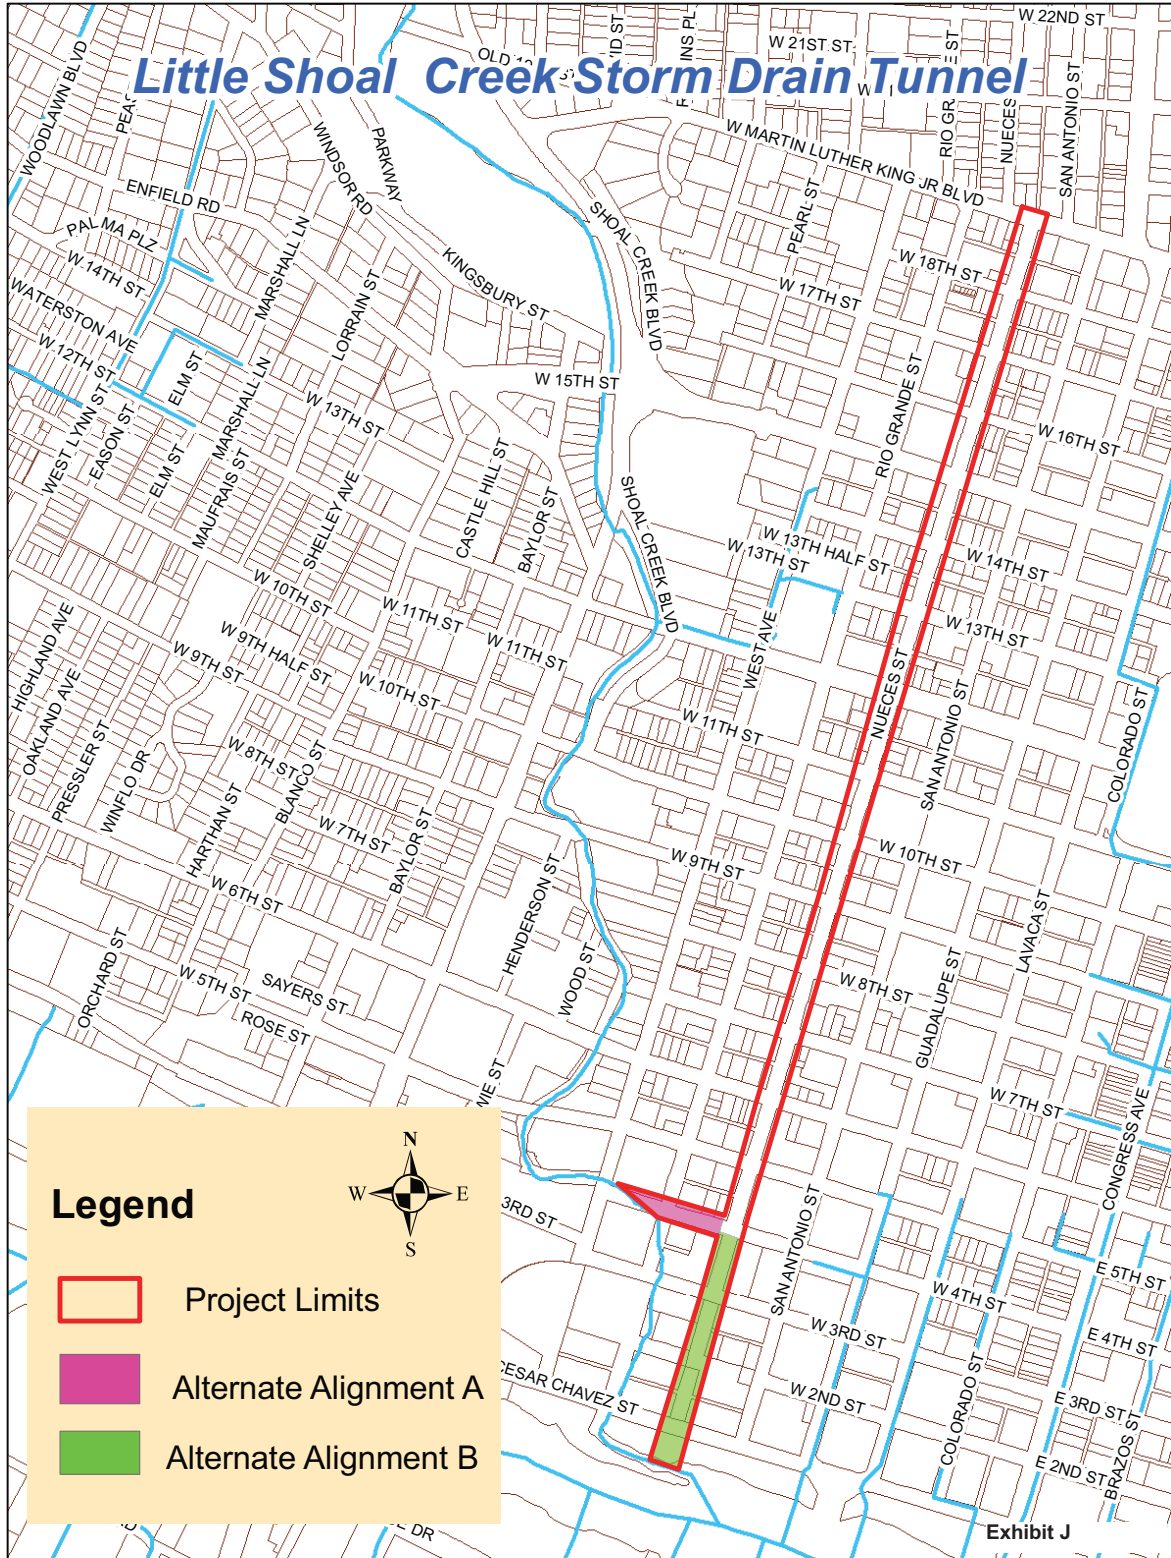 W 22ND ST
W 21ST ST
Little Shoal Creek Storm Drain Tunnel
WOODLAWN BLVD
WINDSOR RD
PARKWAY
ENFIELD RD
PALMA PLZ
W 14TH ST
WATERSTON AVE
W 12TH ST
MARSHALL LN
LORRAIN ST
KINGSBURY ST
SHOAL CREEK BLVD
W MARTIN LUTHER KING JR BLVD
PEARL ST
NUECES
SAN ANTONIO ST
W 18TH ST
W 17TH ST
W 15TH ST
ELM ST
MARSHALL LN
W 13TH ST
RIO GRANDE ST
W 16TH ST
WEST LYNN ST
EASON ST
ELM ST
MAUFRAIS ST
SHELLEY AVE
CASTLE HILL ST
BAYLOR ST
SHOAL CREEK BLVD
W 13TH HALF ST
W 13TH ST
W 14TH ST
W 10TH ST
W 11TH ST
W 13TH ST
HIGHLAND AVE
OAKLAND AVE
W 9TH ST
W 9TH HALF ST
W 10TH ST
W 11TH ST
WEST AVE
NUECES ST
SAN ANTONIO ST
COLORADO ST
PRESSLER ST
WINFLO DR
W 8TH ST
BLANCO ST
W 11TH ST
HARTHAN ST
W 7TH ST
BAYLOR ST
W 9TH ST
W 10TH ST
W 6TH ST
HENDERSON ST
LAVACA ST
ORCHARD ST
W 5TH ST
SAYERS ST
ROSE ST
WOOD ST
W 8TH ST
GUADALUPE ST
W 7TH ST
CONGRESS AVE
N
W
E
S
Legend
3RD ST
SAN ANTONIO ST
E 5TH ST
Project Limits
W 4TH ST
W 3RD ST
E 4TH ST
Alternate Alignment A
CESAR CHAVEZ ST
W 2ND ST
COLORADO ST
E 3RD ST
Alternate Alignment B
E 2ND ST
BRAZOS ST
Exhibit J